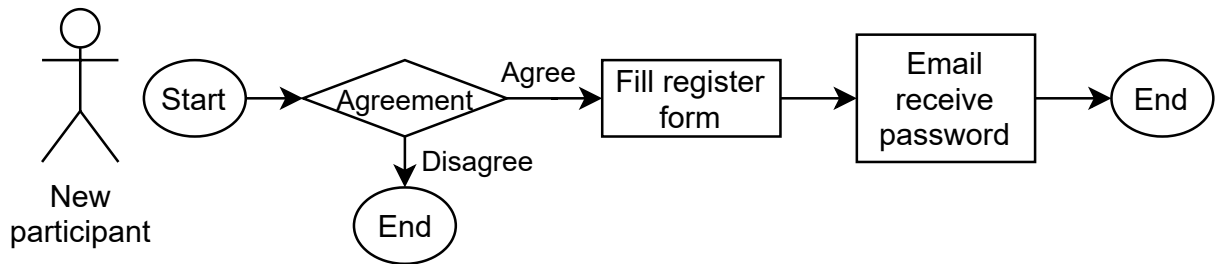 New
participant
Start
Agreement
Agree
Disagree
End
Fill register
form
Email
receive
password
End